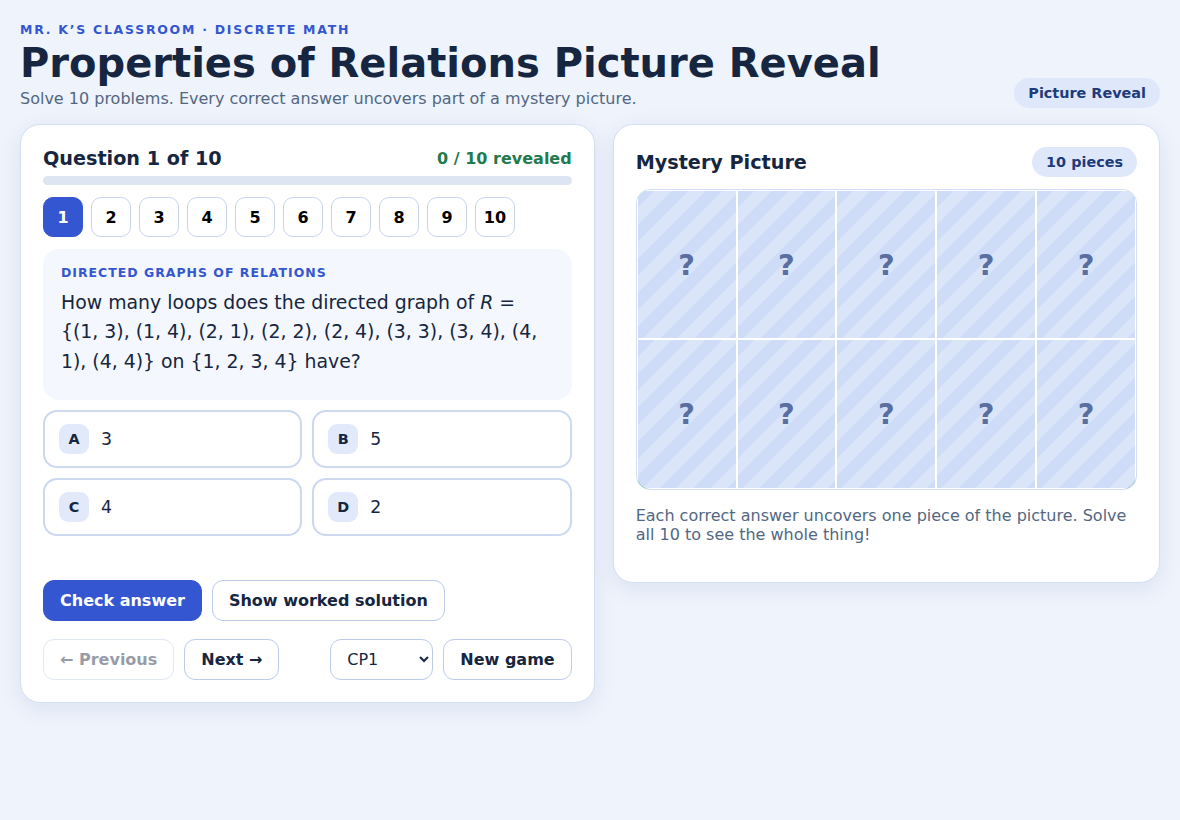 MR. K’S CLASSROOM · DISCRETE MATH
Properties of Relations Picture Reveal
Solve 10 problems. Every correct answer uncovers part of a mystery picture.
Picture Reveal
Question 1 of 10
0 / 10 revealed
1 2 3 4 5 6 7 8 9 10
DIRECTED GRAPHS OF RELATIONS
How many loops does the directed graph of R =
{(1, 3), (1, 4), (2, 1), (2, 2), (2, 4), (3, 3), (3, 4), (4,
1), (4, 4)} on {1, 2, 3, 4} have?
A 3
B 5
C 4
D 2
Check answer
Show worked solution
← Previous
Next →
CP1
New game
Mystery Picture
10 pieces
? ? ? ? ?
? ? ? ? ?
Each correct answer uncovers one piece of the picture. Solve
all 10 to see the whole thing!